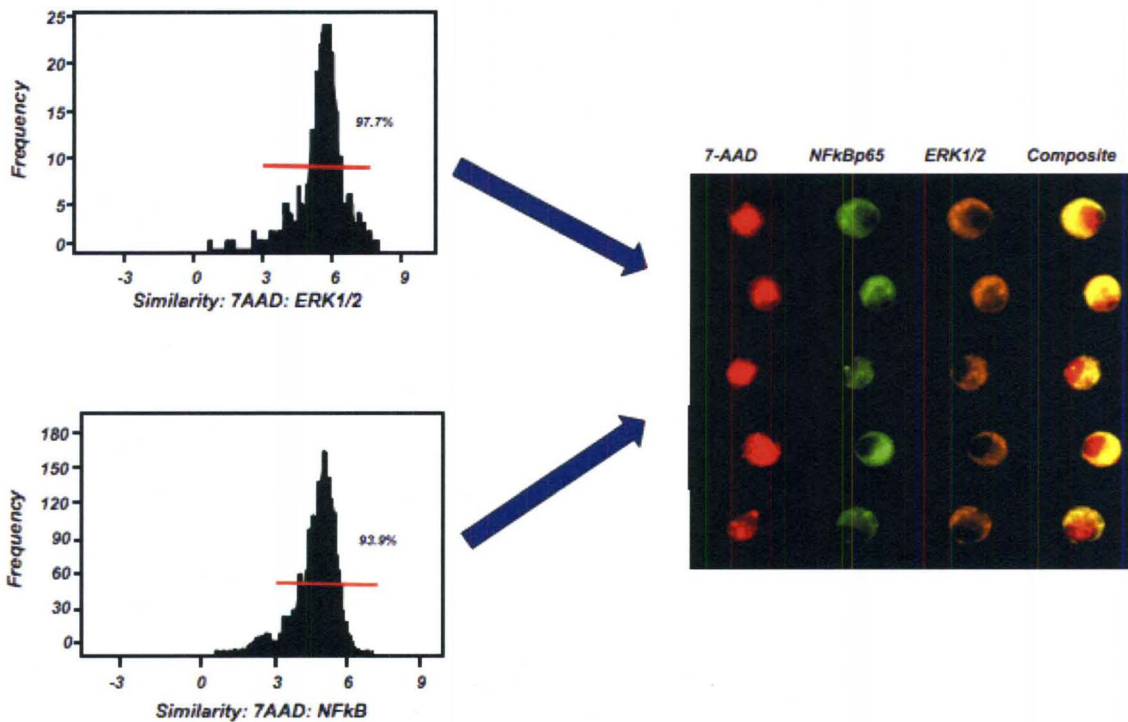 25
20
15
10
5
0
Frequency
97.7%
-3 0 3 6 9
Similarity: 7AAD: ERK1/2
180
150
120
90
60
30
0
Frequency
93.9%
-3 0 3 6 9
Similarity: 7AAD: NFkB
7-AAD NFkBp65 ERK1/2 Composite